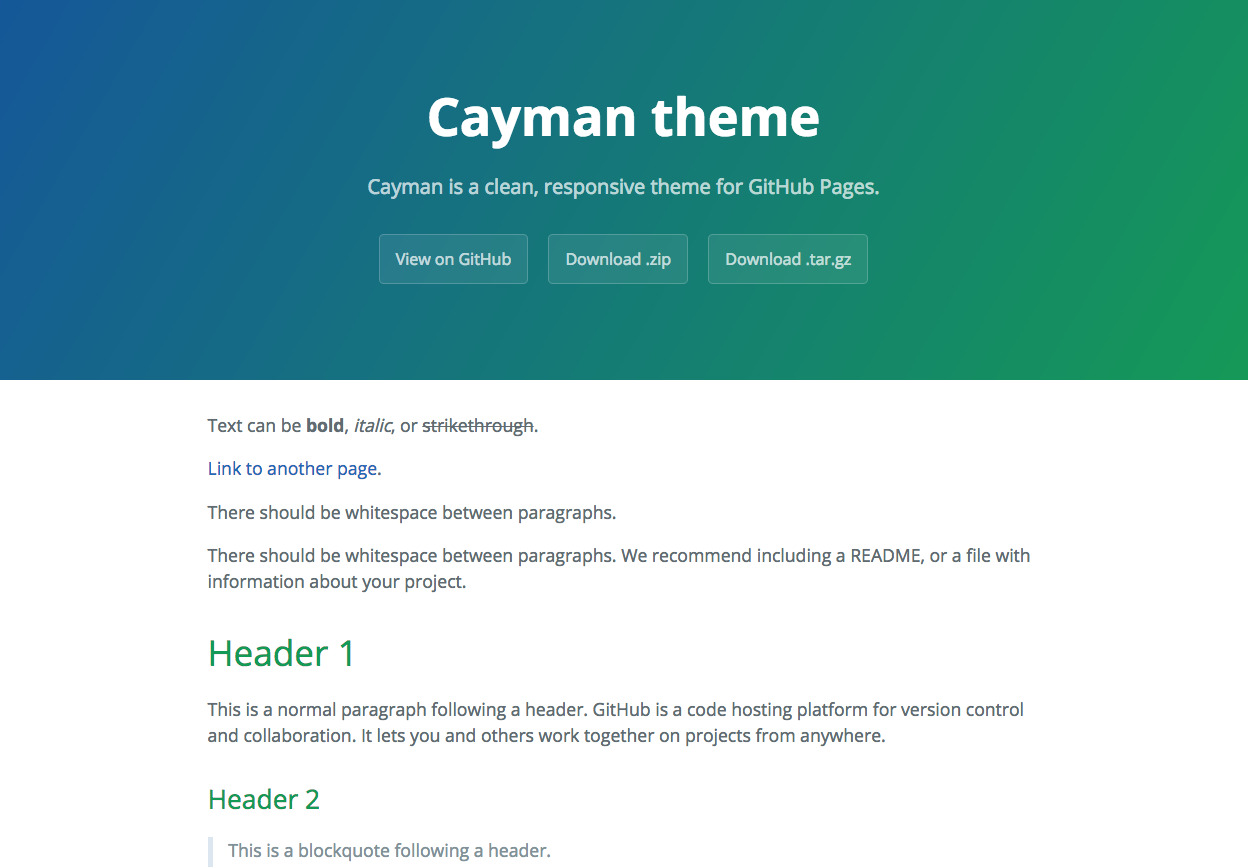 Cayman theme
Cayman is a clean, responsive theme for GitHub Pages.
View on GitHub
Download .zip
Download .tar.gz
Text can be bold, italic, or strikethrough.
Link to another page.
There should be whitespace between paragraphs.
There should be whitespace between paragraphs. We recommend including a README, or a file with
information about your project.
Header 1
This is a normal paragraph following a header. GitHub is a code hosting platform for version control
and collaboration. It lets you and others work together on projects from anywhere.
Header 2
This is a blockquote following a header.